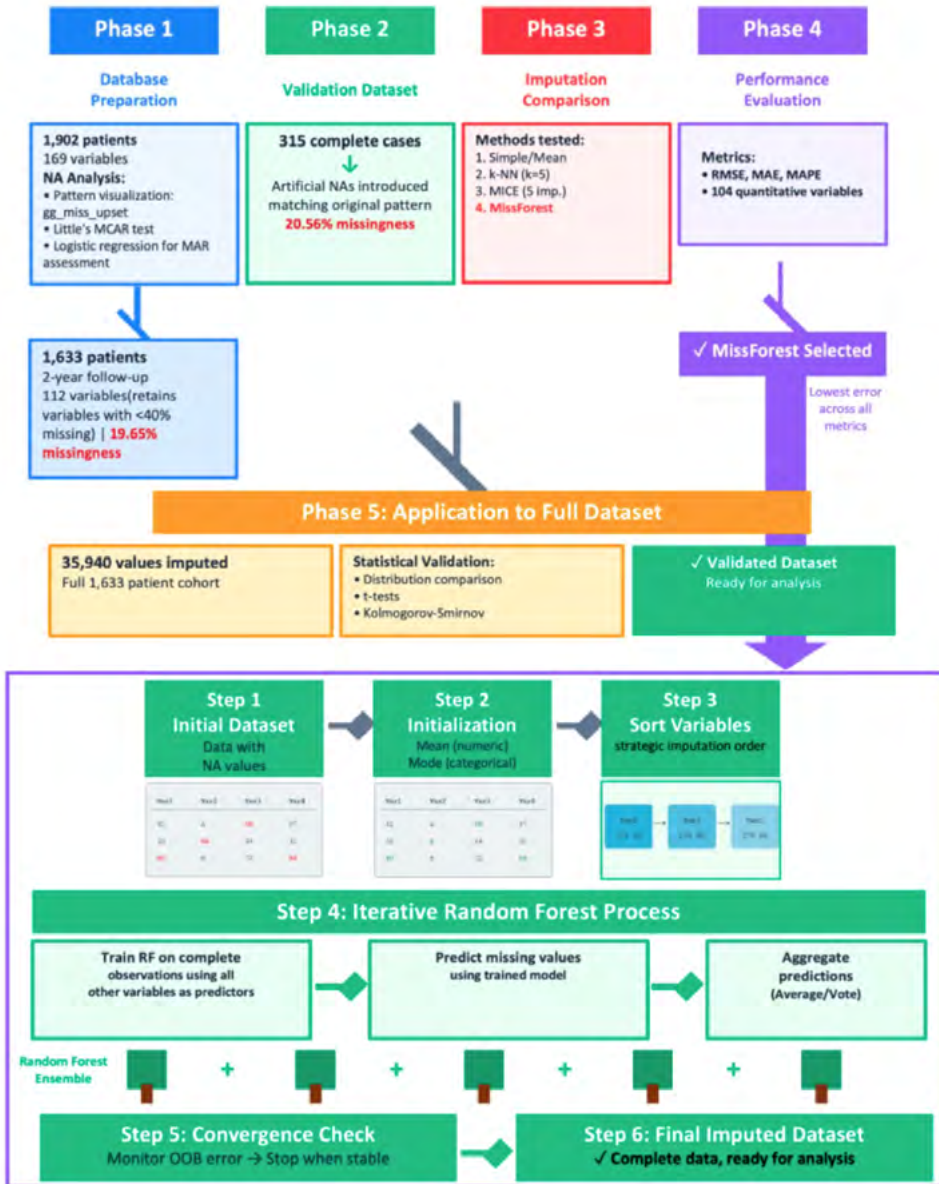 Phase 1
Phase 2
Phase 3
Phase 4
Database
Preparation
Validation Dataset
Imputation
Comparison
Performance
Evaluation
1,902 patients
169 variables
NA Analysis:
• Pattern visualization:
gg_miss_upset
• Little's MCAR test
• Logistic regression for MAR
assessment
315 complete cases
↓
Artificial NAs introduced
matching original pattern
20.56% missingness
Methods tested:
1. Simple/Mean
2. k-NN (k=5)
3. MICE (5 imp.)
4. MissForest
Metrics:
• RMSE, MAE, MAPE
• 104 quantitative variables
1,633 patients
2-year follow-up
112 variables(retains
variables with <40%
missing) | 19.65%
missingness
✓ MissForest Selected
Lowest error
across all
metrics
Phase 5: Application to Full Dataset
35,940 values imputed
Full 1,633 patient cohort
Statistical Validation:
• Distribution comparison
• t-tests
• Kolmogorov-Smirnov
✓ Validated Dataset
Ready for analysis
Step 1
Initial Dataset
Data with
NA values
Step 2
Initialization
Mean (numeric)
Mode (categorical)
Step 3
Sort Variables
strategic imputation order
Step 4: Iterative Random Forest Process
Train RF on complete
observations using all
other variables as predictors
Predict missing values
using trained model
Aggregate
predictions
(Average/Vote)
Random Forest
Ensemble
+ + + +
Step 5: Convergence Check
Monitor OOB error → Stop when stable
Step 6: Final Imputed Dataset
✓ Complete data, ready for analysis